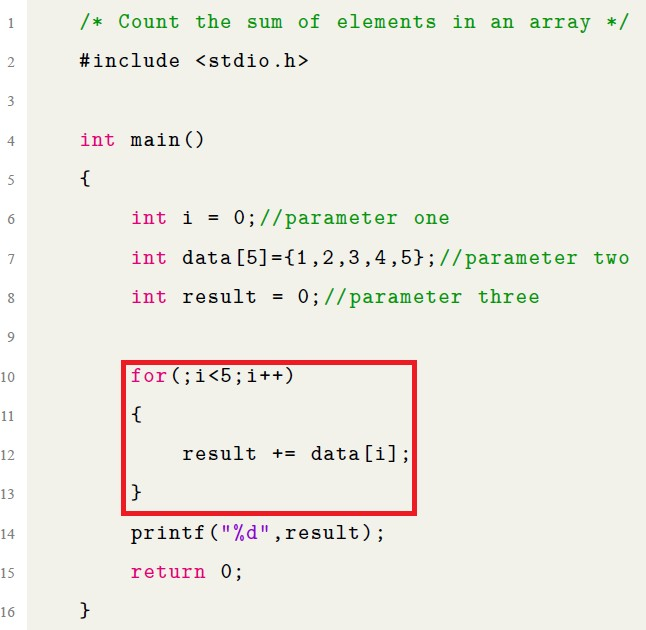 1 /* Count the sum of elements in an array */
2 #include <stdio.h>
3
4 int main()
5 {
6 int i = 0;//parameter one
7 int data[5]={1,2,3,4,5};//parameter two
8 int result = 0;//parameter three
9
10 for(;i<5;i++)
11 {
12 result += data[i];
13 }
14 printf("%d",result);
15 return 0;
16 }